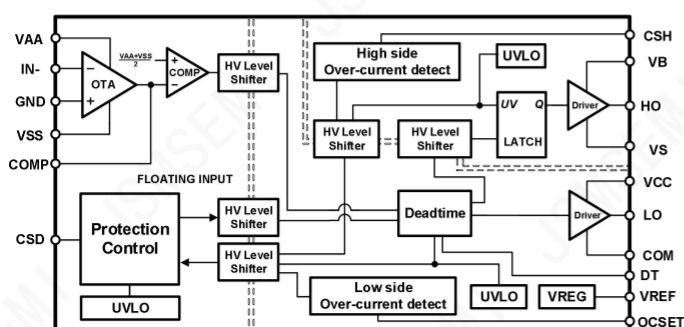 VAA
IN-
GND
VSS
COMP
CSD
OTA
−
+
VAA+VSS
2
+
−
COMP
HV Level
Shifter
High side
Over-current detect
UVLO
HV Level
Shifter
HV Level
Shifter
UV Q
LATCH
Driver
CSH
VB
HO
VS
FLOATING INPUT
Protection
Control
UVLO
HV Level
Shifter
HV Level
Shifter
Deadtime
Low side
Over-current detect
UVLO
VREG
Driver
VCC
LO
COM
DT
VREF
OCSET
JSMSEMI